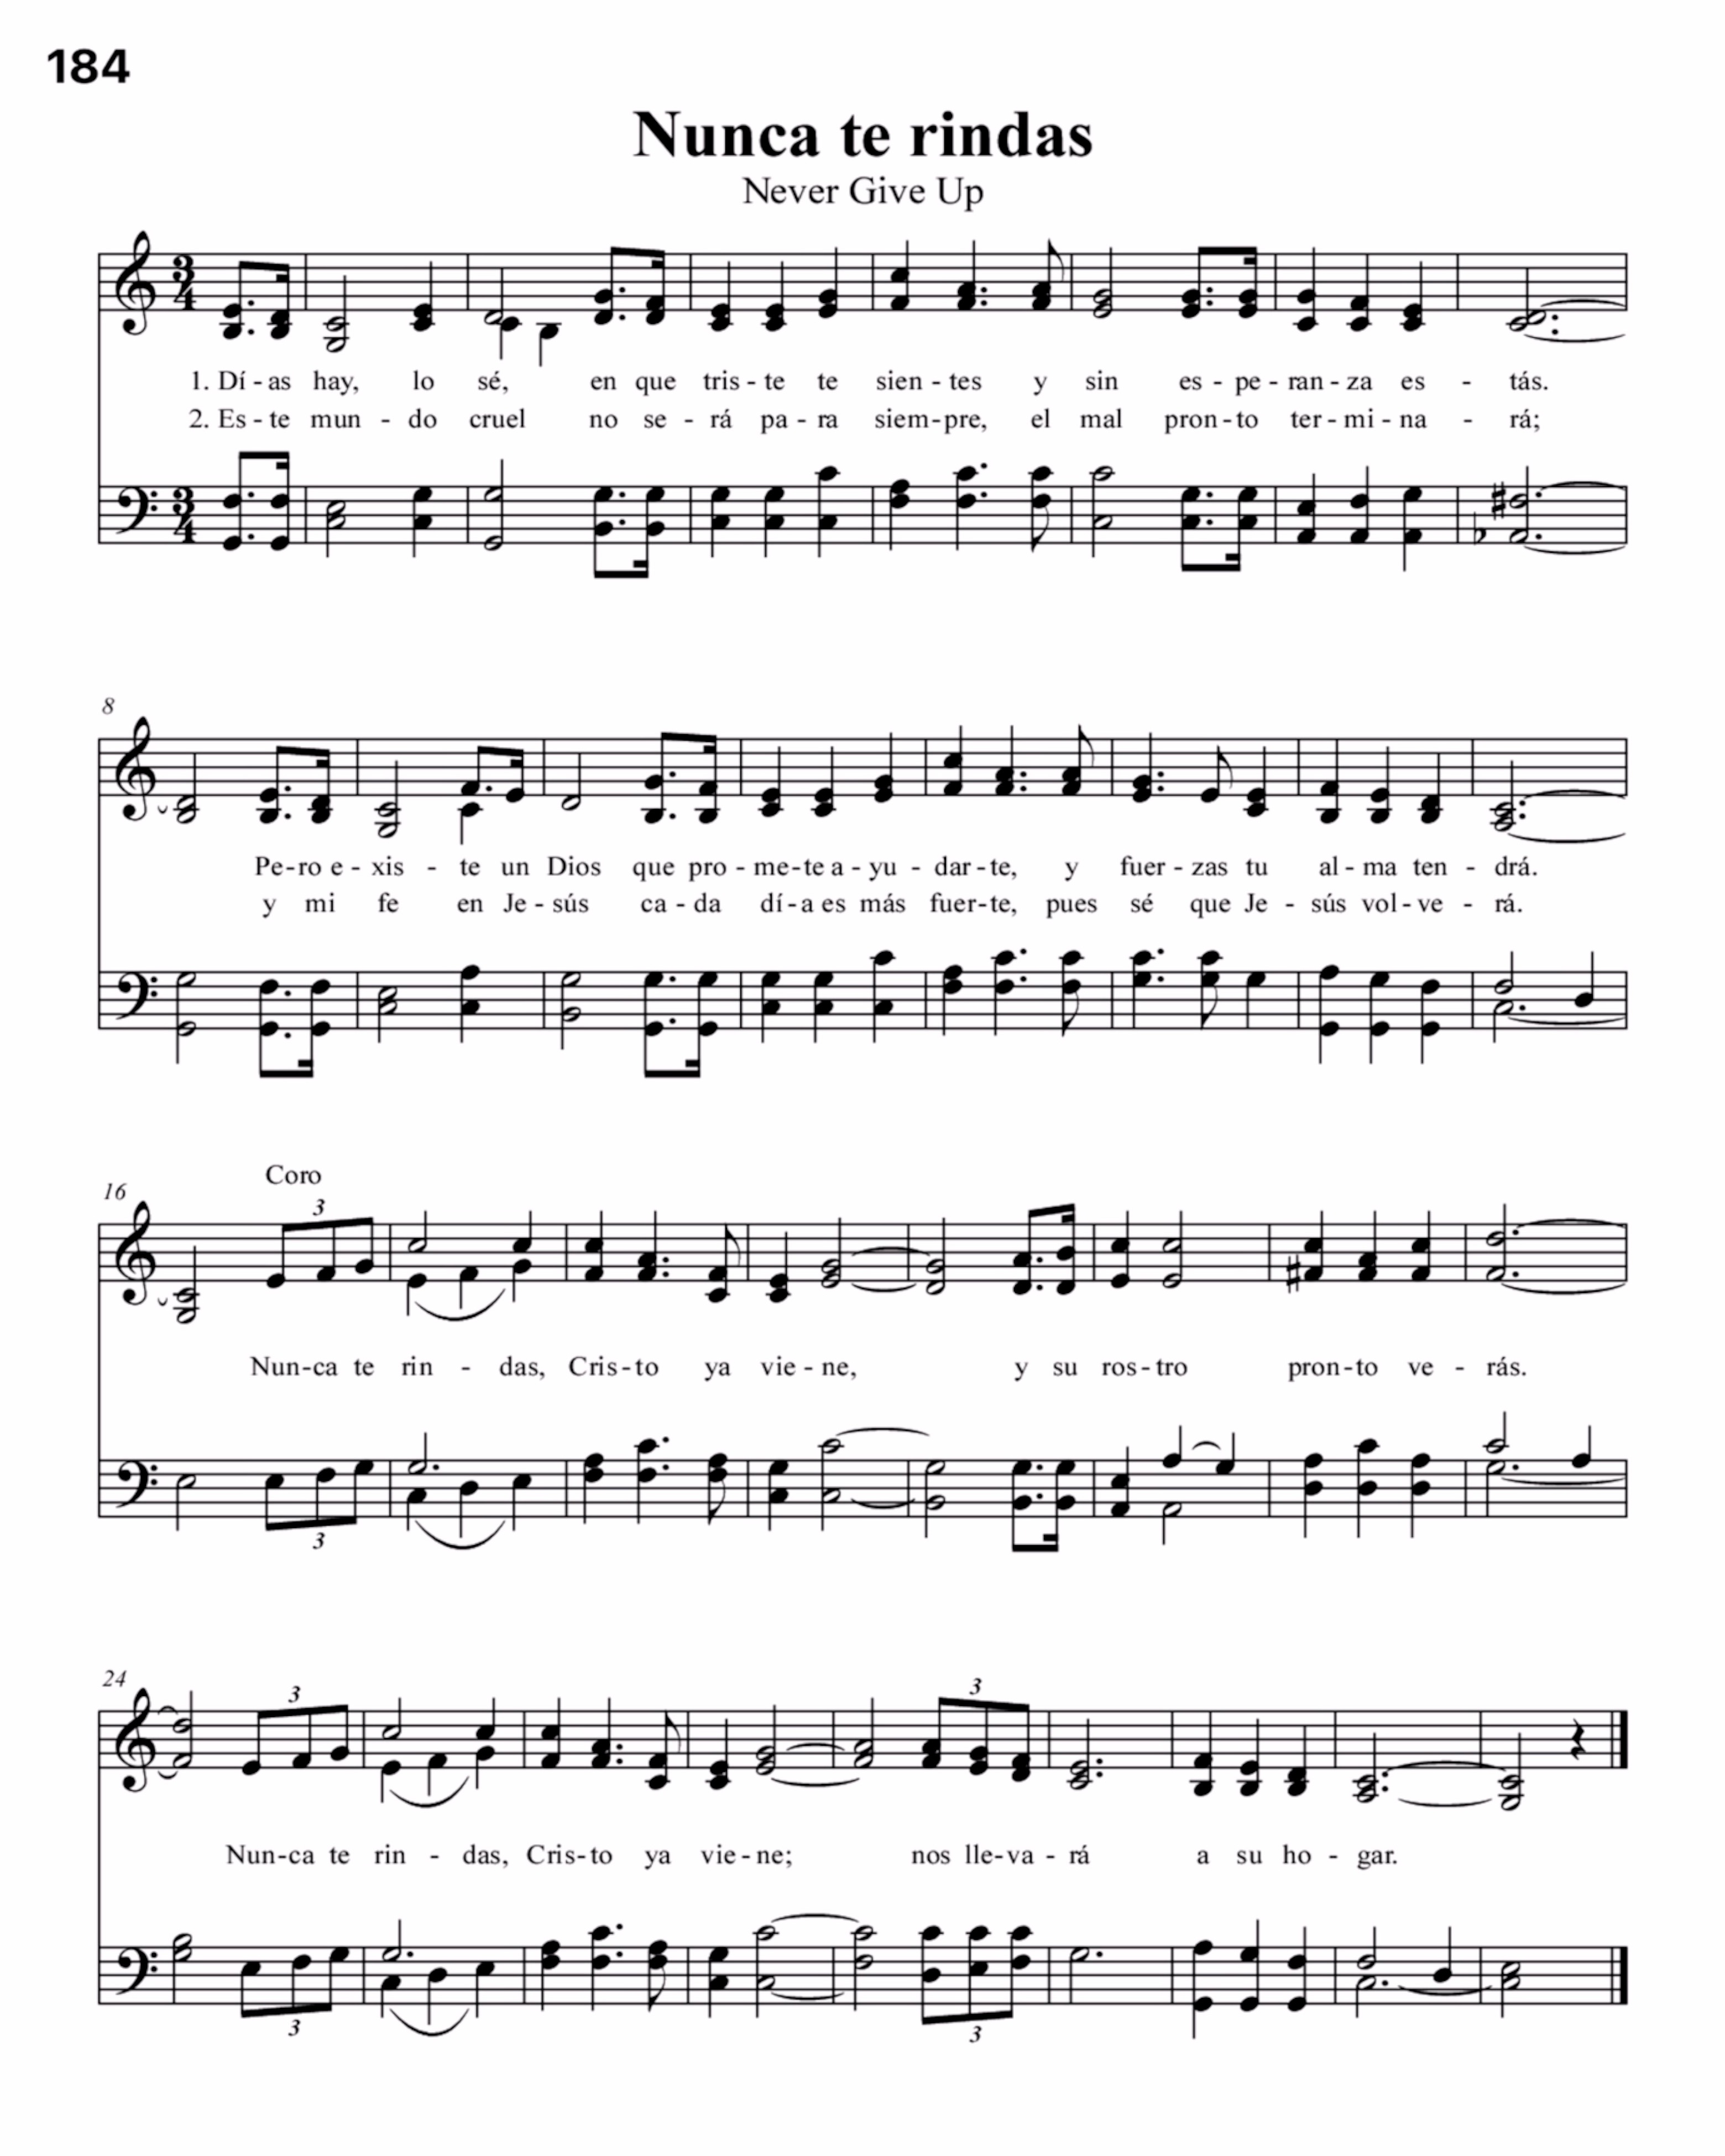 184
Nunca te rindas
Never Give Up
3 4
1. Dí - as hay, lo sé, en que tris - te te sien - tes y sin es - pe - ran - za es - tás.
2. Es - te mun - do cruel no se - rá pa - ra siem - pre, el mal pron - to ter - mi - na - rá;
3 4
8
Pe - ro e - xis - te un Dios que pro - me - te a - yu - dar - te, y fuer - zas tu al - ma ten - drá.
y mi fe en Je - sús ca - da dí - a es más fuer - te, pues sé que Je - sús vol - ve - rá.
Coro
16
3
Nun - ca te rin - das, Cris - to ya vie - ne, y su ros - tro pron - to ve - rás.
3
24
3 3
Nun - ca te rin - das, Cris - to ya vie - ne; nos lle - va - rá a su ho - gar.
3 3